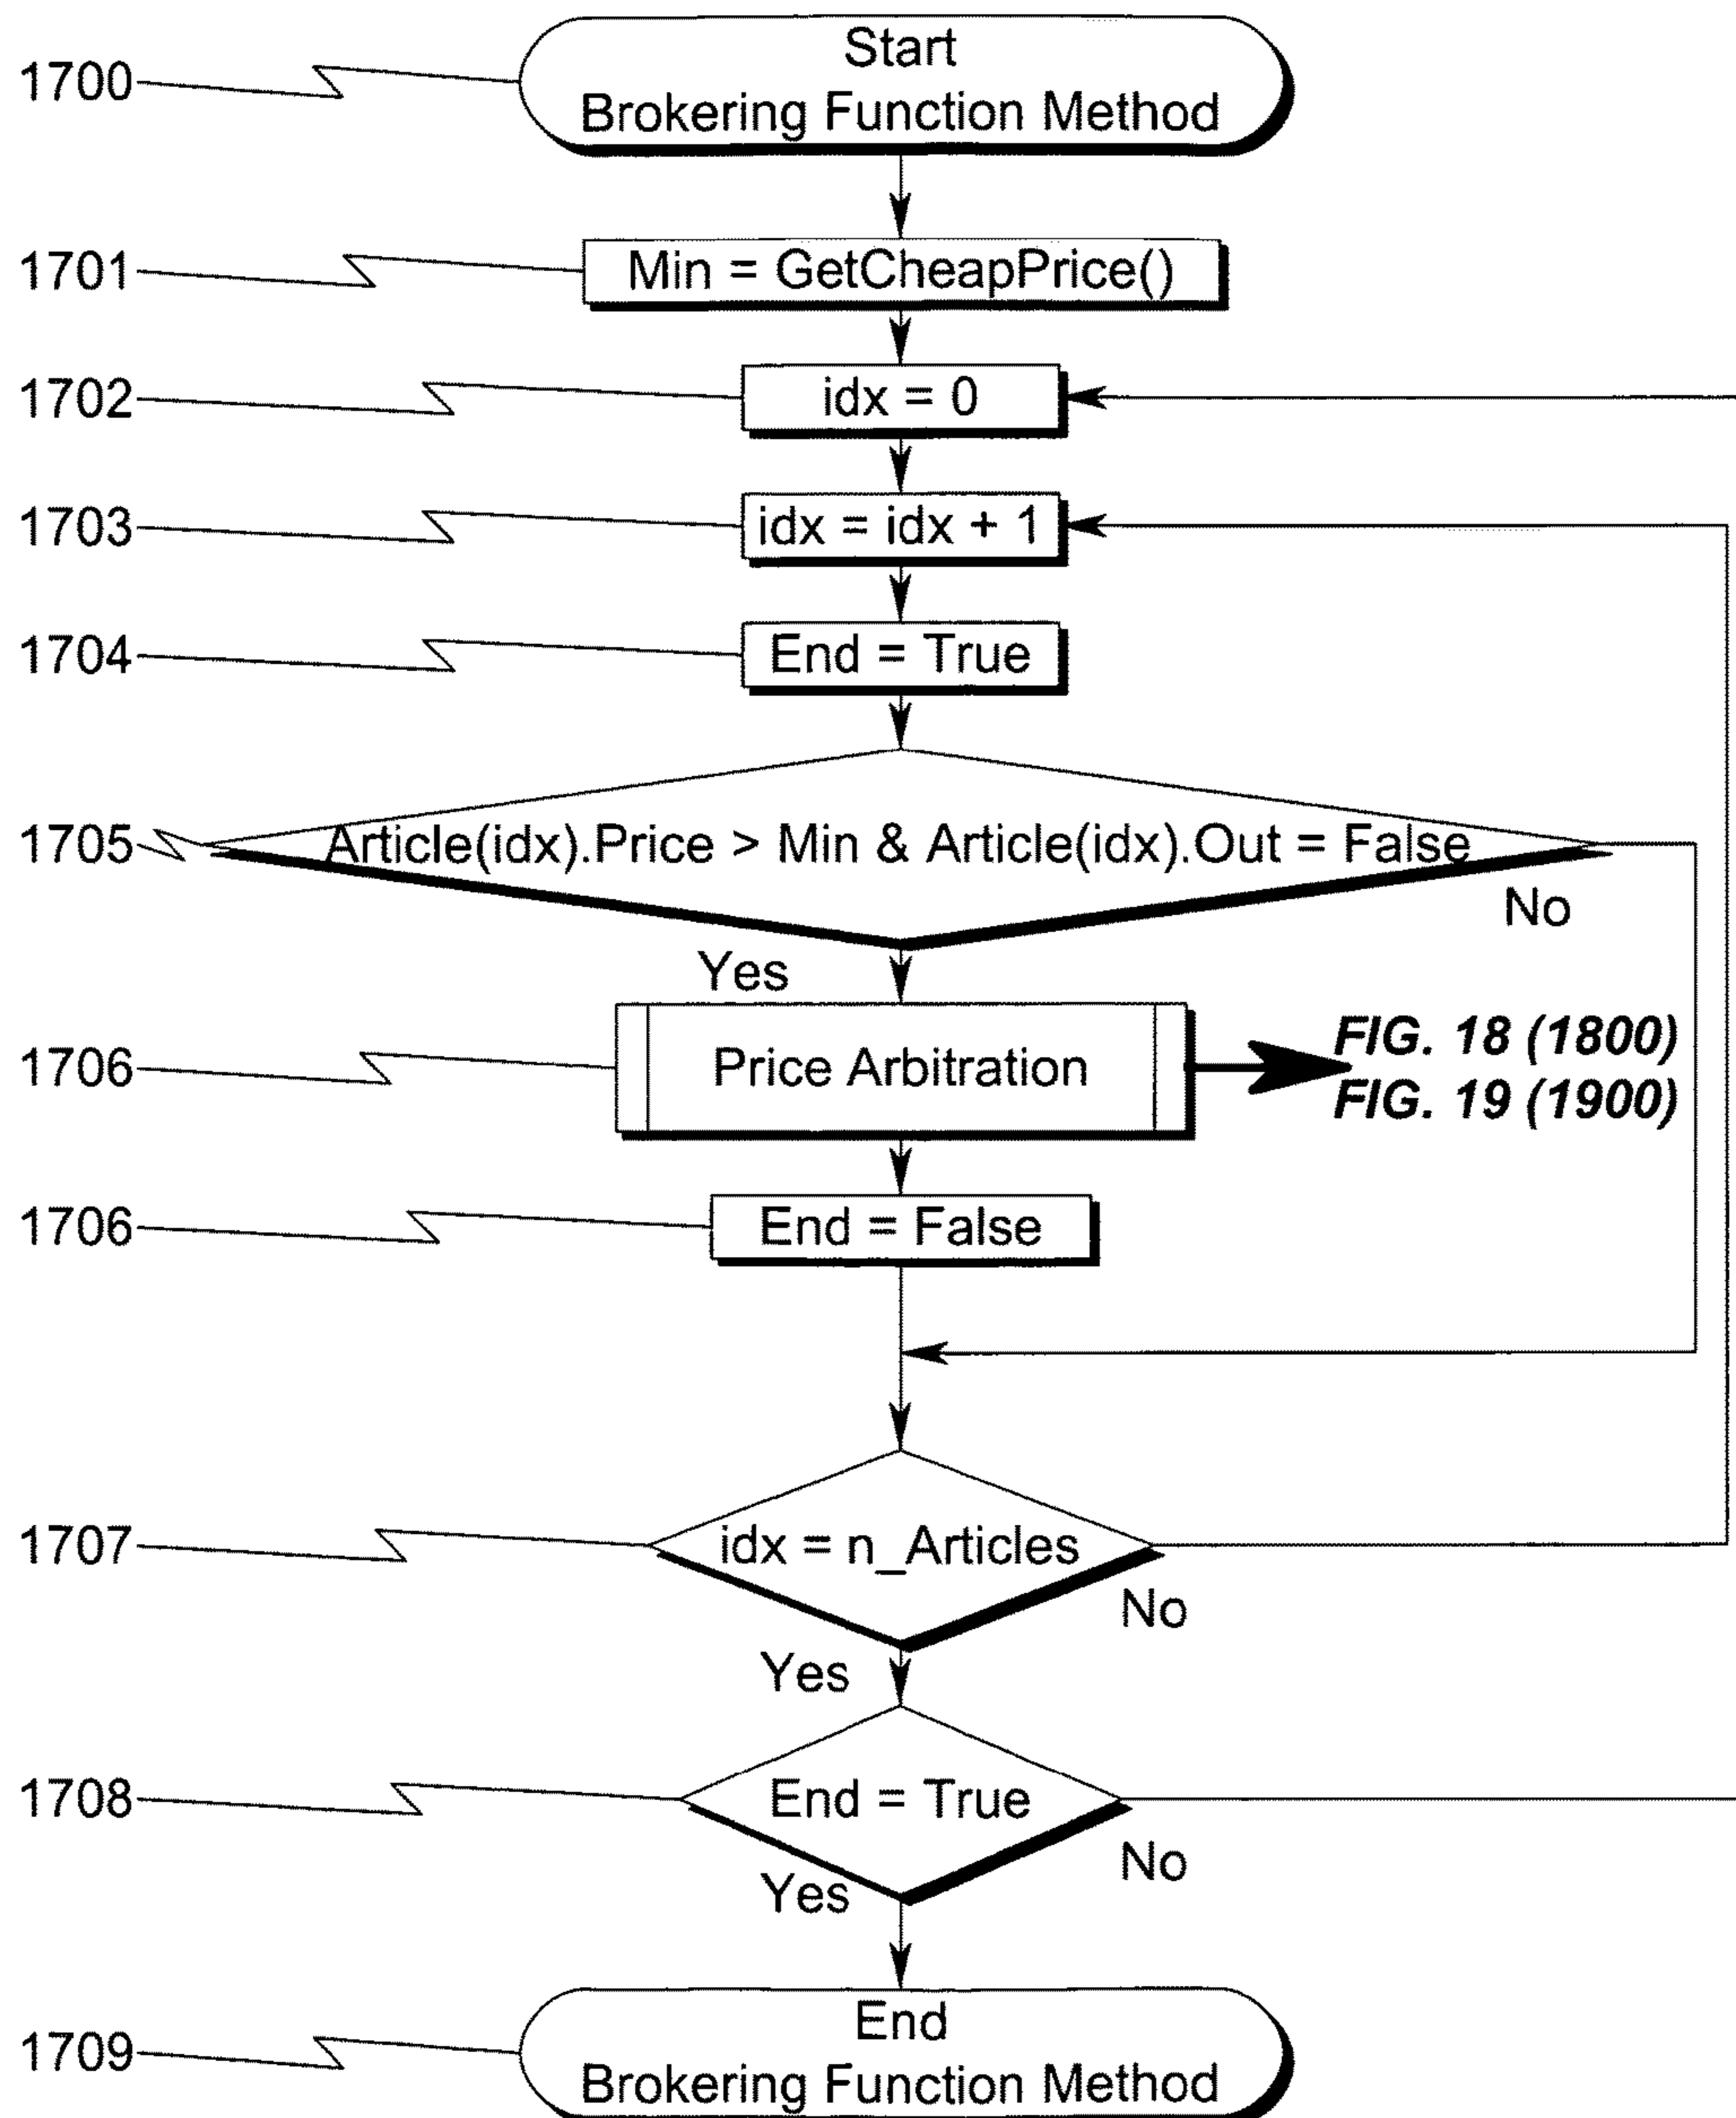 1700
Start
Brokering Function Method
1701
Min = GetCheapPrice()
1702
idx = 0
1703
idx = idx + 1
1704
End = True
1705
Article(idx).Price > Min & Article(idx).Out = False
No
Yes
1706
Price Arbitration
FIG. 18 (1800)
FIG. 19 (1900)
1706
End = False
1707
idx = n_Articles
No
Yes
1708
End = True
No
Yes
1709
End
Brokering Function Method